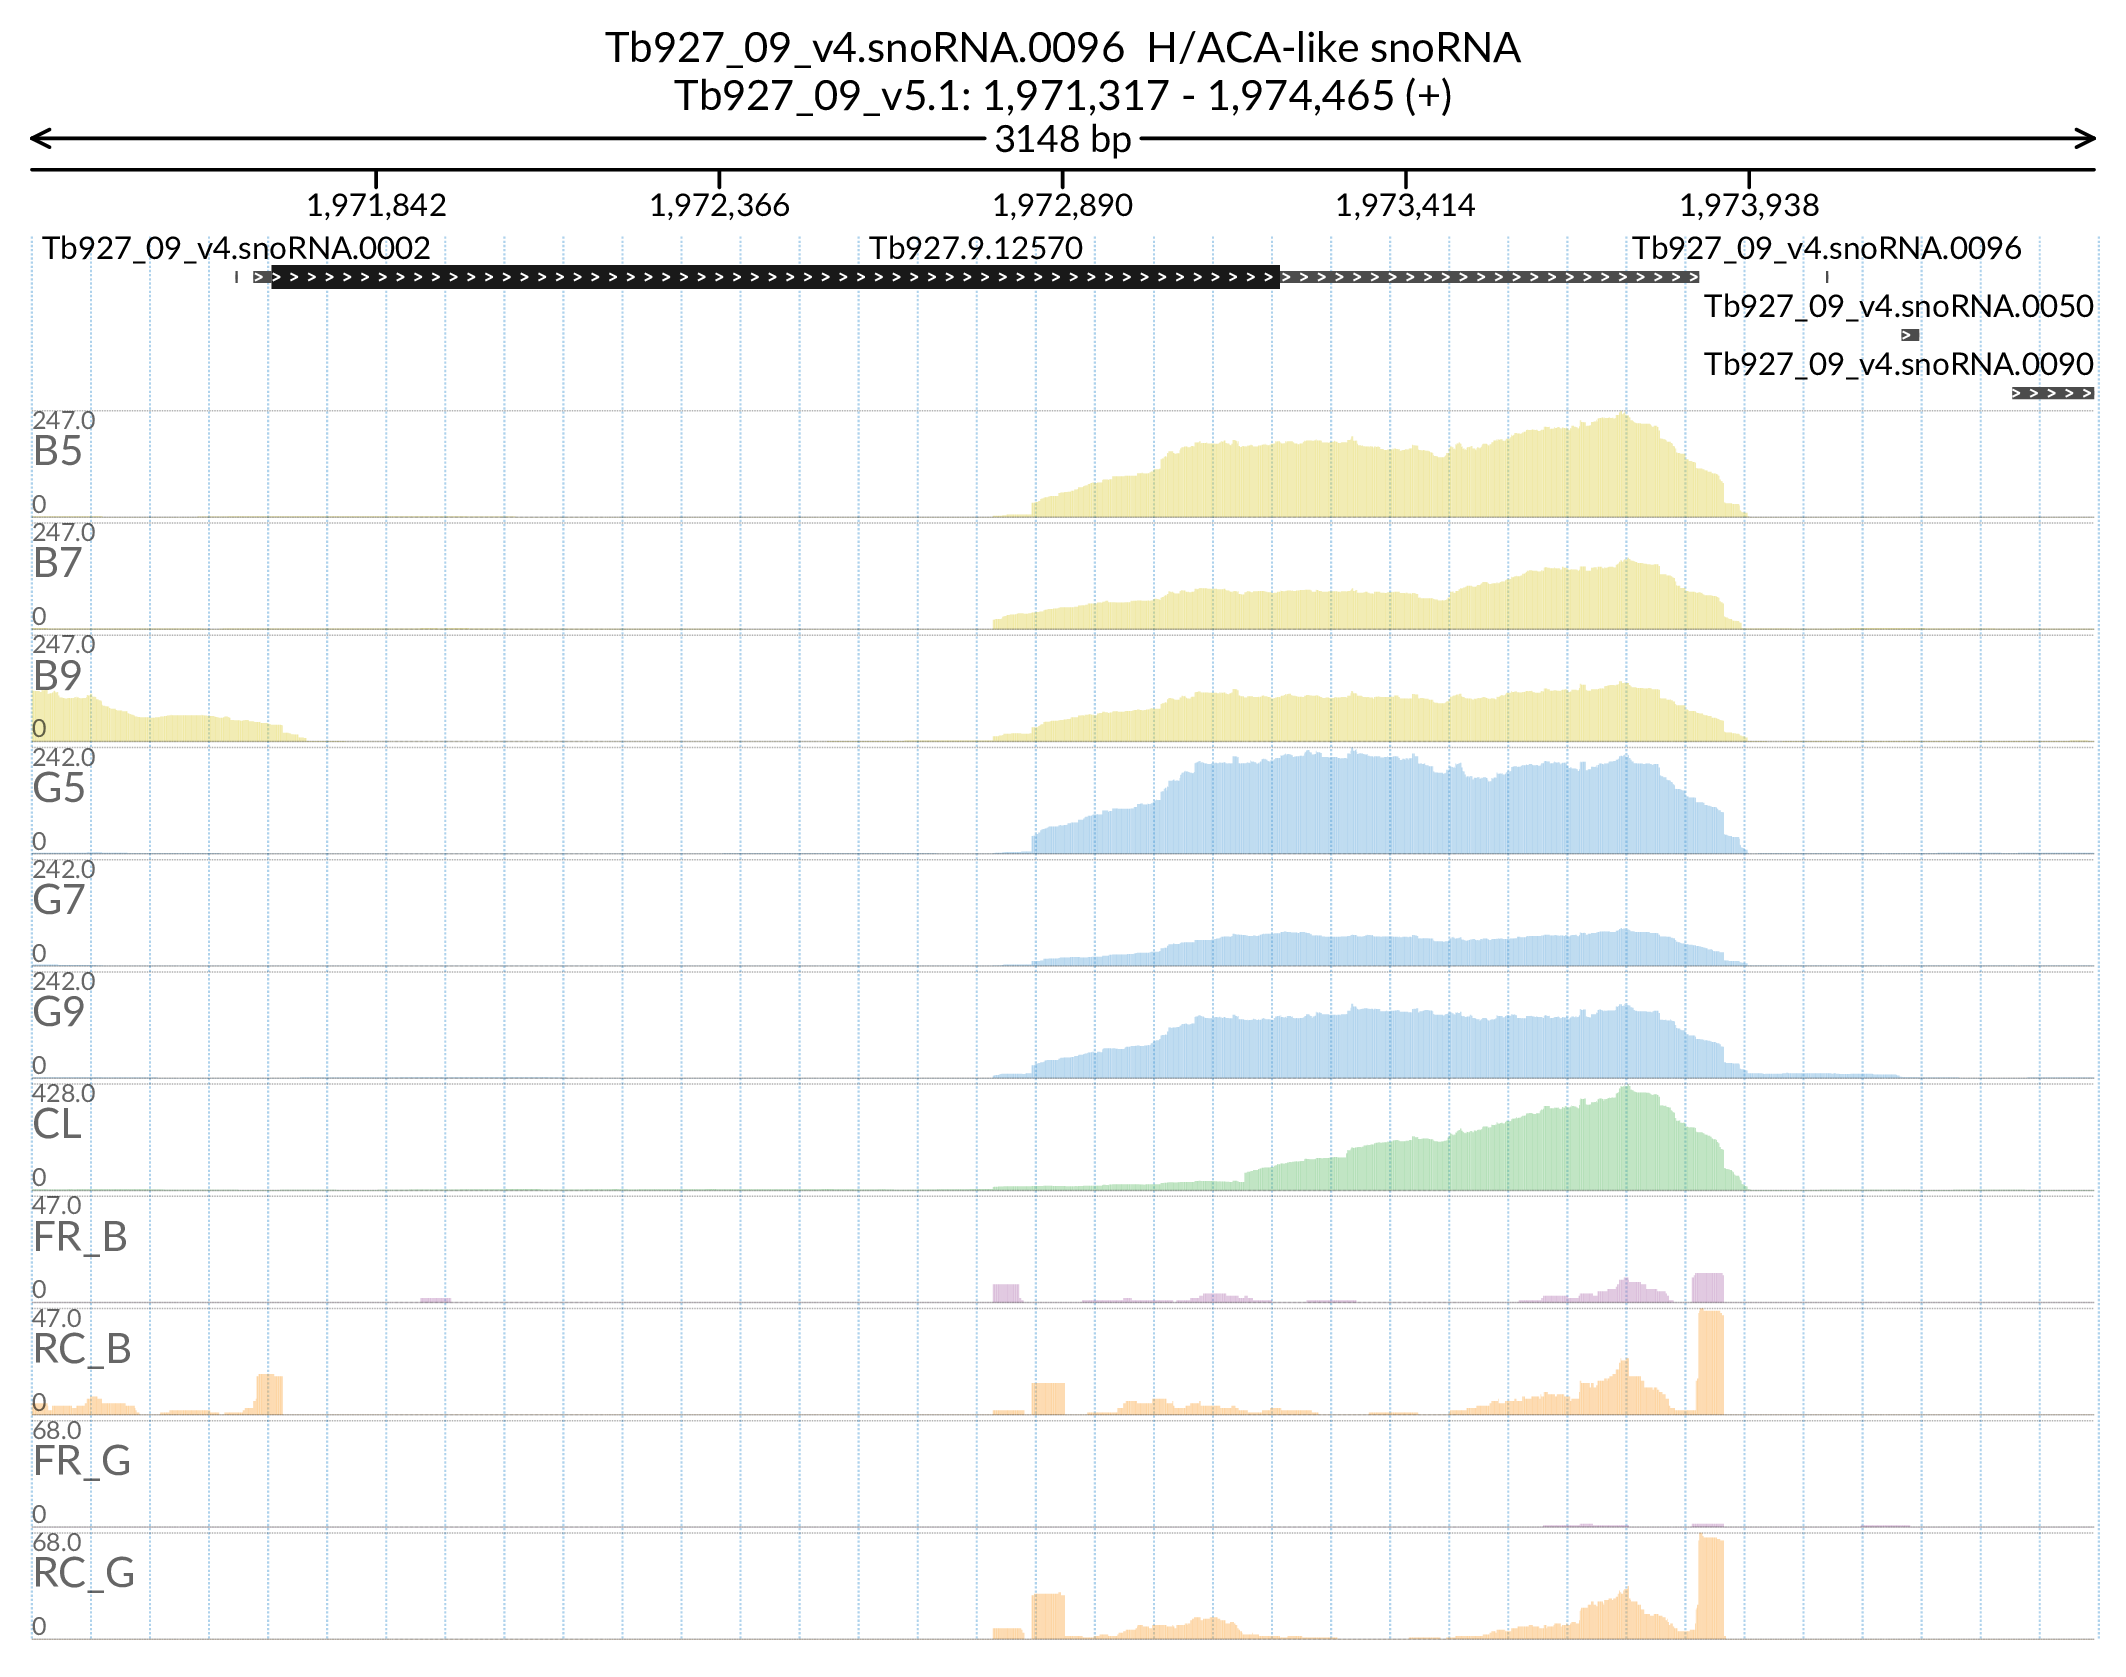 Tb927_09_v4.snoRNA.0096 H/ACA-like snoRNA
Tb927_09_v5.1: 1,971,317 - 1,974,465 (+)
3148 bp
1,971,842 1,972,366 1,972,890 1,973,414 1,973,938
Tb927_09_v4.snoRNA.0002 Tb927.9.12570 Tb927_09_v4.snoRNA.0096
Tb927_09_v4.snoRNA.0050
Tb927_09_v4.snoRNA.0090
247.0
B5
0
247.0
B7
0
247.0
B9
0
242.0
G5
0
242.0
G7
0
242.0
G9
0
428.0
CL
0
47.0
FR_B
0
47.0
RC_B
0
68.0
FR_G
0
68.0
RC_G
0